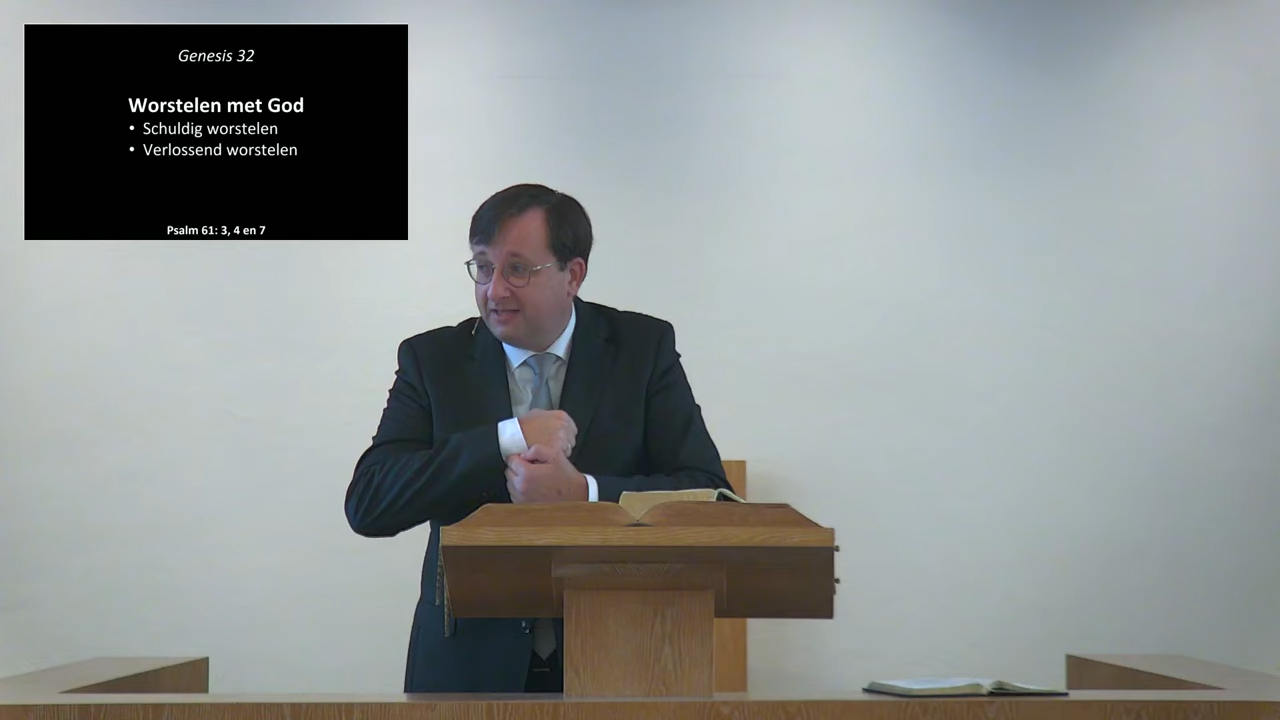 Genesis 32
Worstelen met God
• Schuldig worstelen
• Verlossend worstelen
Psalm 61: 3, 4 en 7